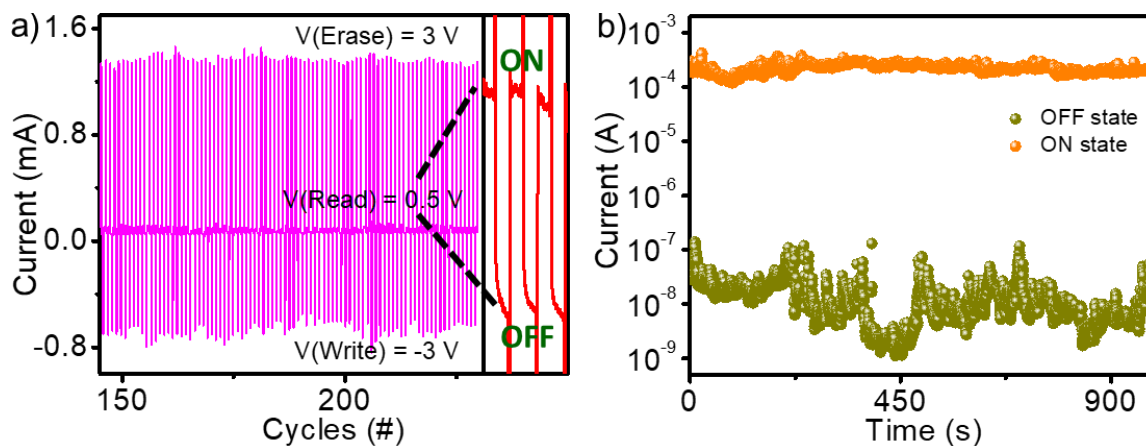 a)
Current (mA)
1.6
0.8
0.0
-0.8
V(Erase) = 3 V
V(Read) = 0.5 V
V(Write) = -3 V
ON
OFF
150
200
Cycles (#)
b)
Current (A)
10⁻³
10⁻⁴
10⁻⁵
10⁻⁶
10⁻⁷
10⁻⁸
10⁻⁹
OFF state
ON state
0
450
900
Time (s)